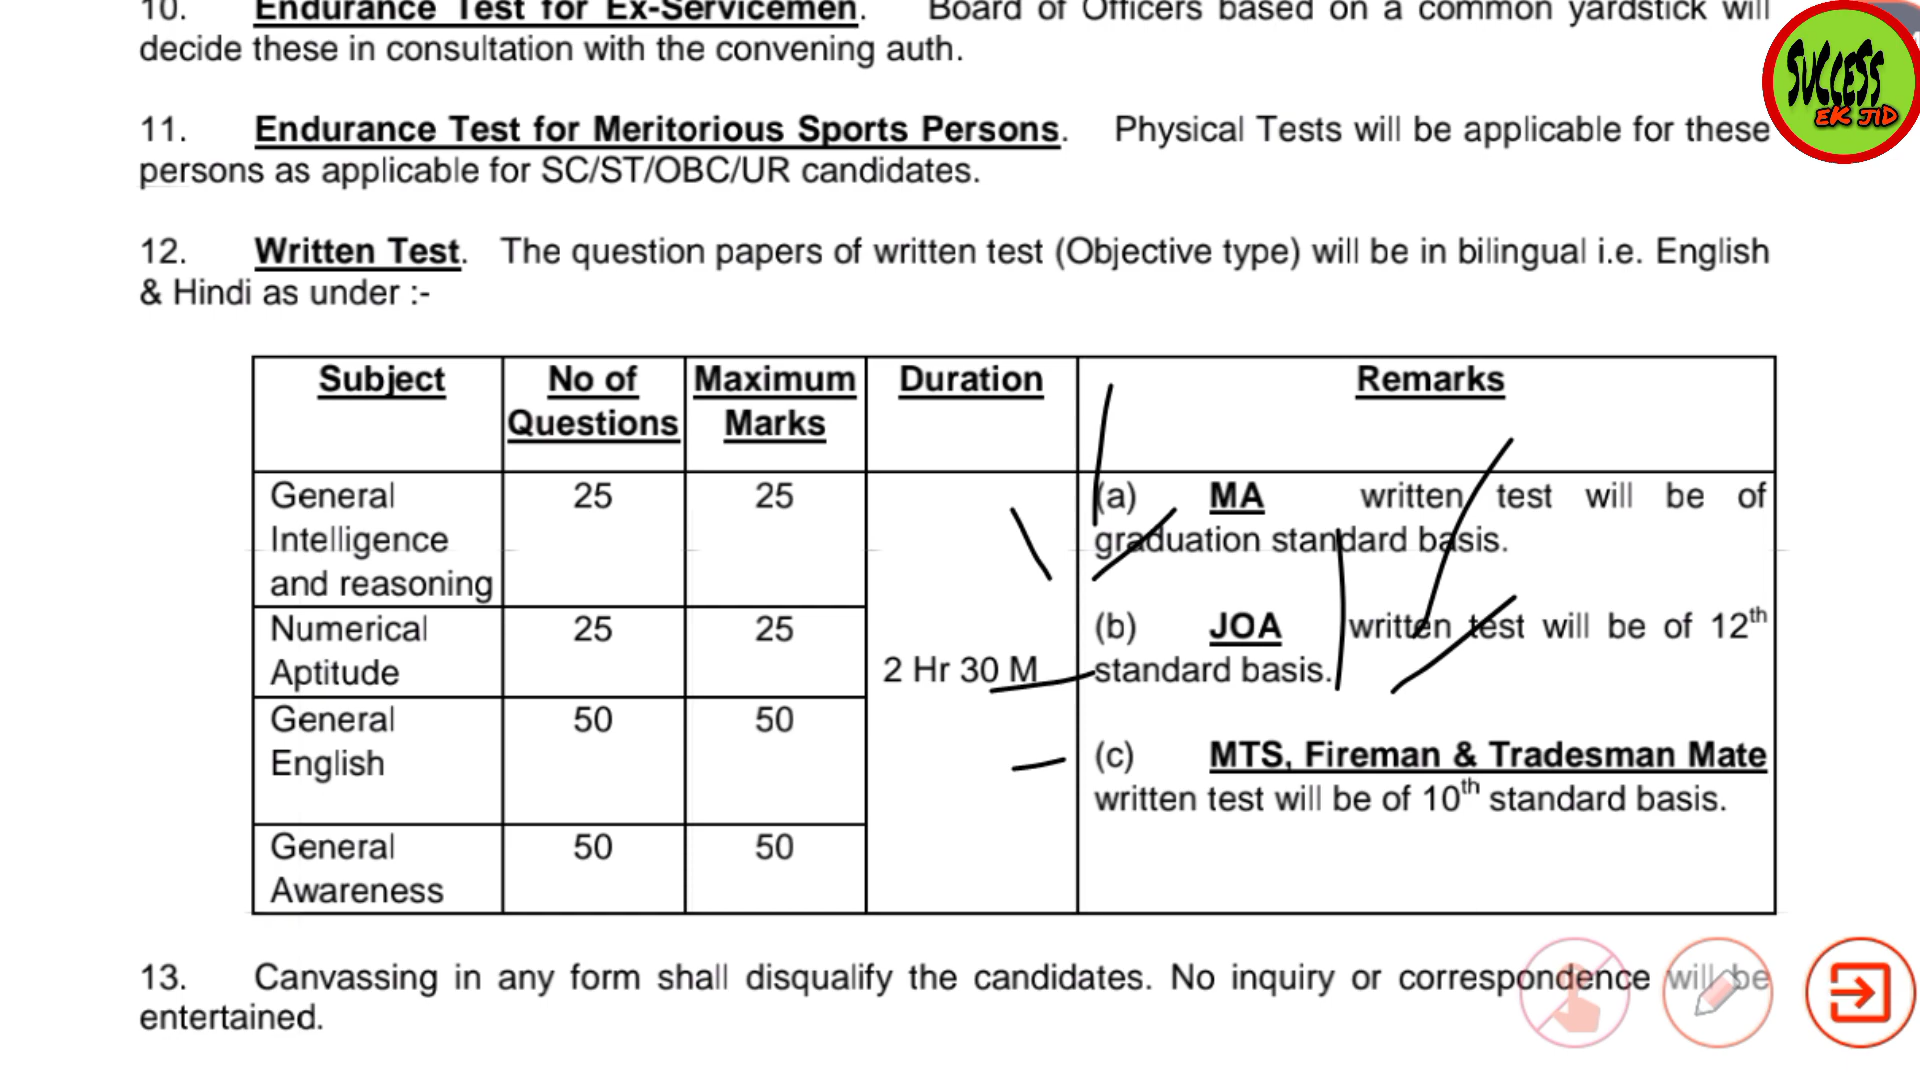 10. Endurance Test for Ex-Servicemen. Board of Officers based on a common yardstick will
decide these in consultation with the convening auth.
SUCCESS
EK JID
11. Endurance Test for Meritorious Sports Persons. Physical Tests will be applicable for these
persons as applicable for SC/ST/OBC/UR candidates.
12. Written Test. The question papers of written test (Objective type) will be in bilingual i.e. English
& Hindi as under :-
Subject
No of
Questions
Maximum
Marks
Duration
Remarks
General
Intelligence
and reasoning
25
25
Numerical
Aptitude
25
25
General
English
50
50
General
Awareness
50
50
2 Hr 30 M
(a) MA written test will be of
graduation standard basis.
(b) JOA written test will be of 12th
standard basis.
(c) MTS, Fireman & Tradesman Mate
written test will be of 10th standard basis.
13. Canvassing in any form shall disqualify the candidates. No inquiry or correspondence will be
entertained.